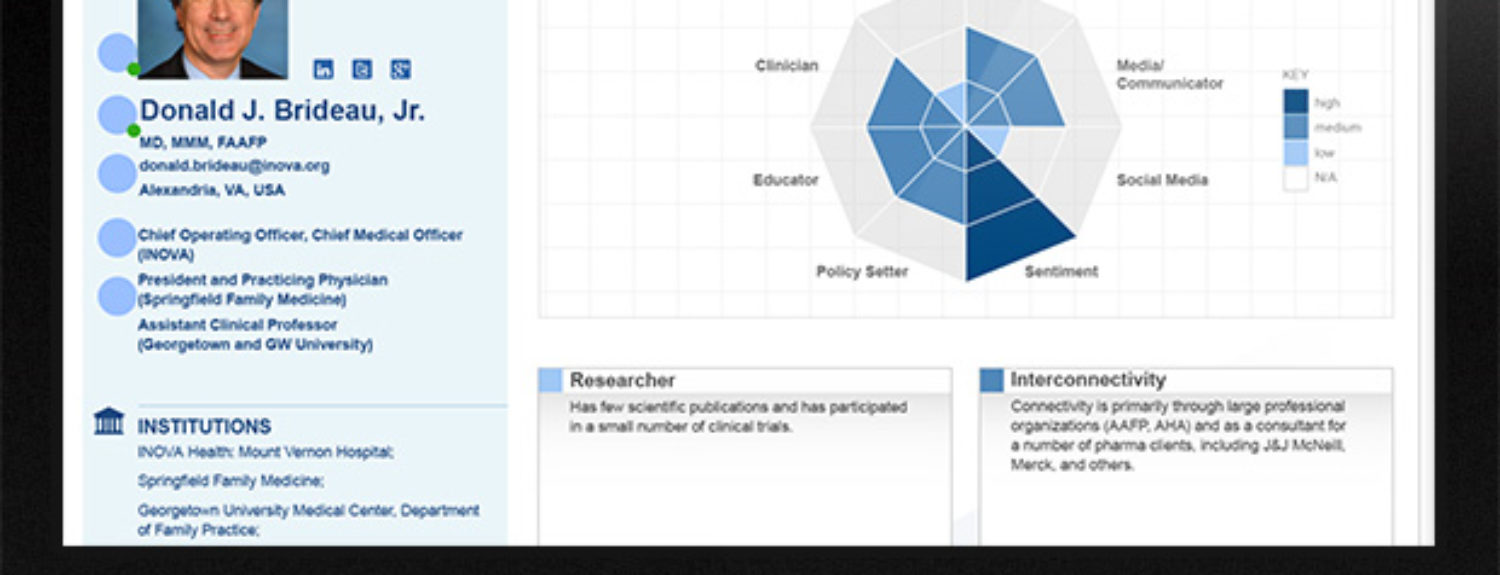 in
Donald J. Brideau, Jr.
MD, MMM, FAAFP
donald.brideau@inova.org
Alexandria, VA, USA
Chief Operating Officer, Chief Medical Officer
(INOVA)
President and Practicing Physician
(Springfield Family Medicine)
Assistant Clinical Professor
(Georgetown and GW University)
INSTITUTIONS
INOVA Health: Mount Vernon Hospital;
Springfield Family Medicine;
Georgetown University Medical Center, Department
of Family Practice;
Clinician
Media/
Communicator
Educator
Social Media
Policy Setter
Sentiment
KEY
high
medium
low
N/A
Researcher
Has few scientific publications and has participated
in a small number of clinical trials.
Interconnectivity
Connectivity is primarily through large professional
organizations (AAFP, AHA) and as a consultant for
a number of pharma clients, including J&J McNeill,
Merck, and others.